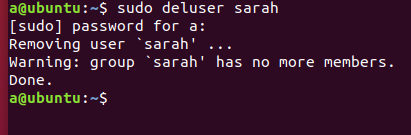 a@ubuntu:~$ sudo deluser sarah
[sudo] password for a:
Removing user `sarah' ...
Warning: group `sarah' has no more members.
Done.
a@ubuntu:~$